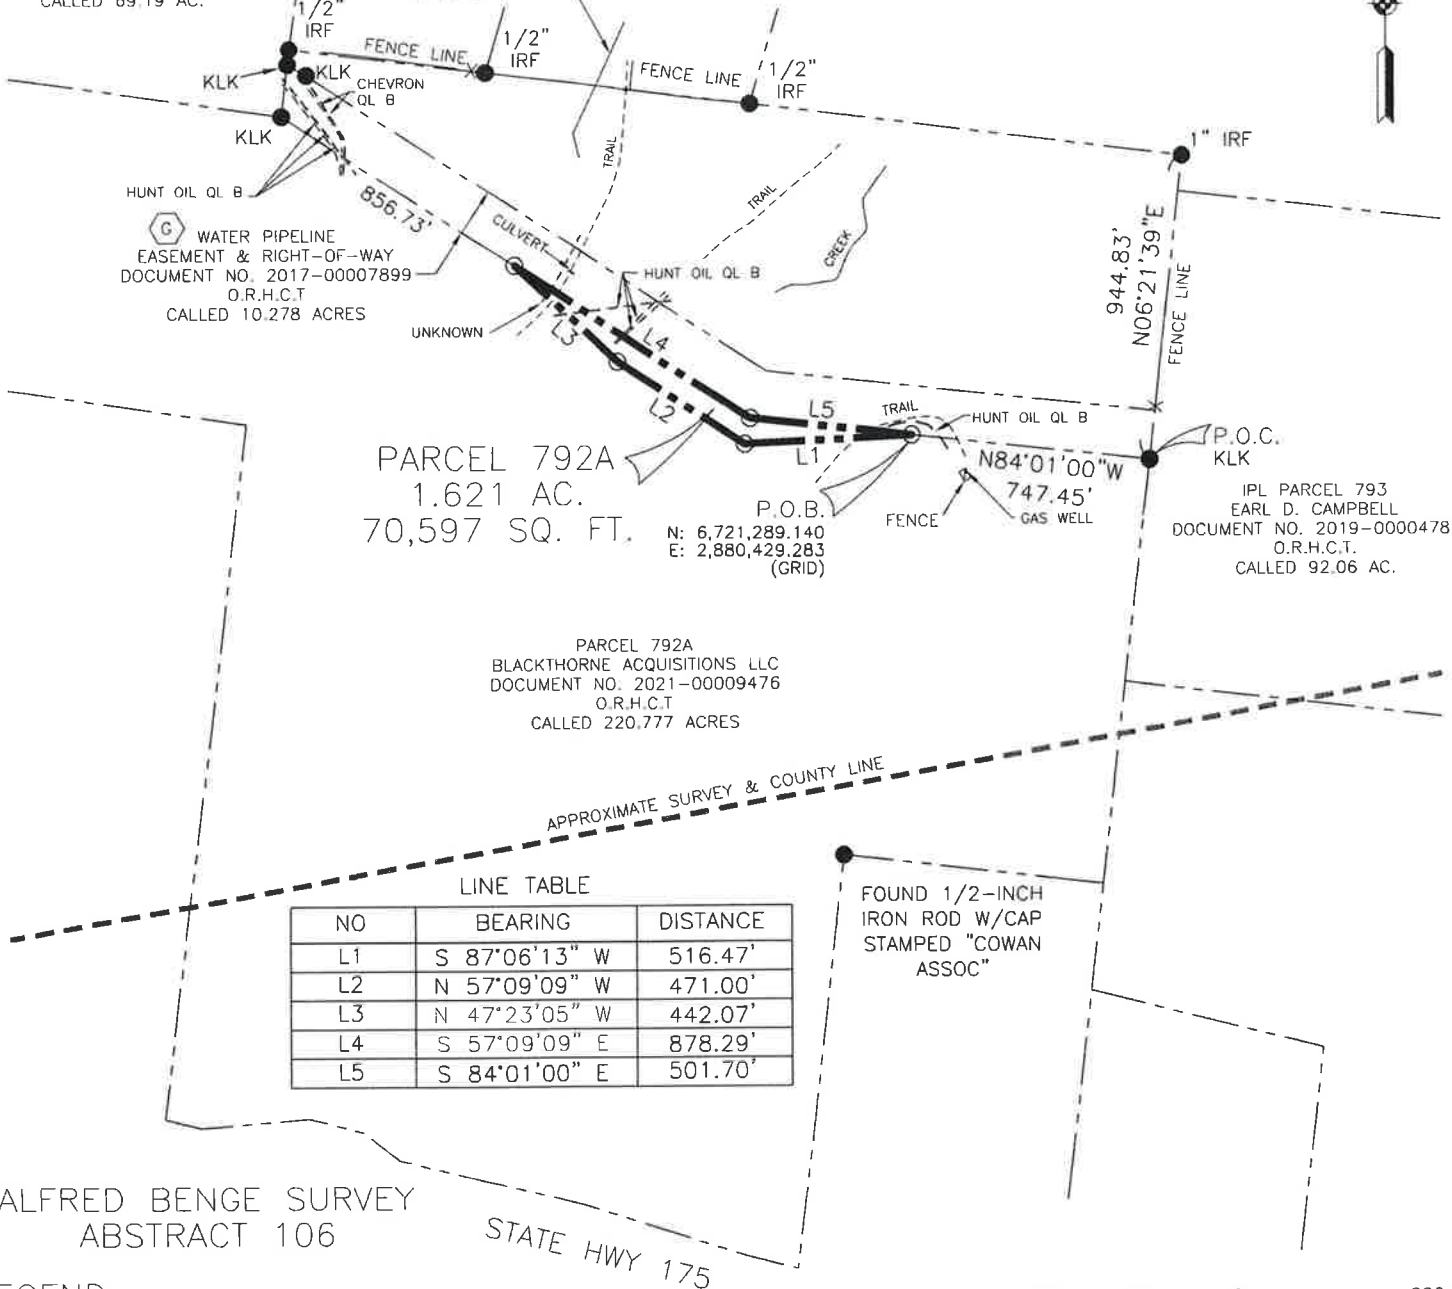 CALLED 69.19 AC.
1/2"
IRF
FENCE LINE
1/2"
IRF
FENCE LINE
1/2"
IRF
1" IRF
KLK
KLK
CHEVRON
QL B
KLK
HUNT OIL QL B
856.73'
TRAIL
TRAIL
CREEK
CULVERT
G
WATER PIPELINE
EASEMENT & RIGHT-OF-WAY
DOCUMENT NO. 2017-00007899
O.R.H.C.T
CALLED 10.278 ACRES
HUNT OIL QL B
UNKNOWN
L3
L4
L2
L5
L1
944.83'
N06°21'39"E
FENCE LINE
TRAIL
HUNT OIL QL B
N84°01'00"W
747.45'
GAS WELL
FENCE
P.O.C.
KLK
PARCEL 792A
1.621 AC.
70,597 SQ. FT.
P.O.B.
N: 6,721,289.140
E: 2,880,429.283
(GRID)
IPL PARCEL 793
EARL D. CAMPBELL
DOCUMENT NO. 2019-0000478
O.R.H.C.T.
CALLED 92.06 AC.
PARCEL 792A
BLACKTHORNE ACQUISITIONS LLC
DOCUMENT NO. 2021-00009476
O.R.H.C.T
CALLED 220.777 ACRES
APPROXIMATE SURVEY & COUNTY LINE
LINE TABLE
NO BEARING DISTANCE
L1 S 87°06'13" W 516.47'
L2 N 57°09'09" W 471.00'
L3 N 47°23'05" W 442.07'
L4 S 57°09'09" E 878.29'
L5 S 84°01'00" E 501.70'
FOUND 1/2-INCH
IRON ROD W/CAP
STAMPED "COWAN
ASSOC"
ALFRED BENGE SURVEY
ABSTRACT 106
STATE HWY 175